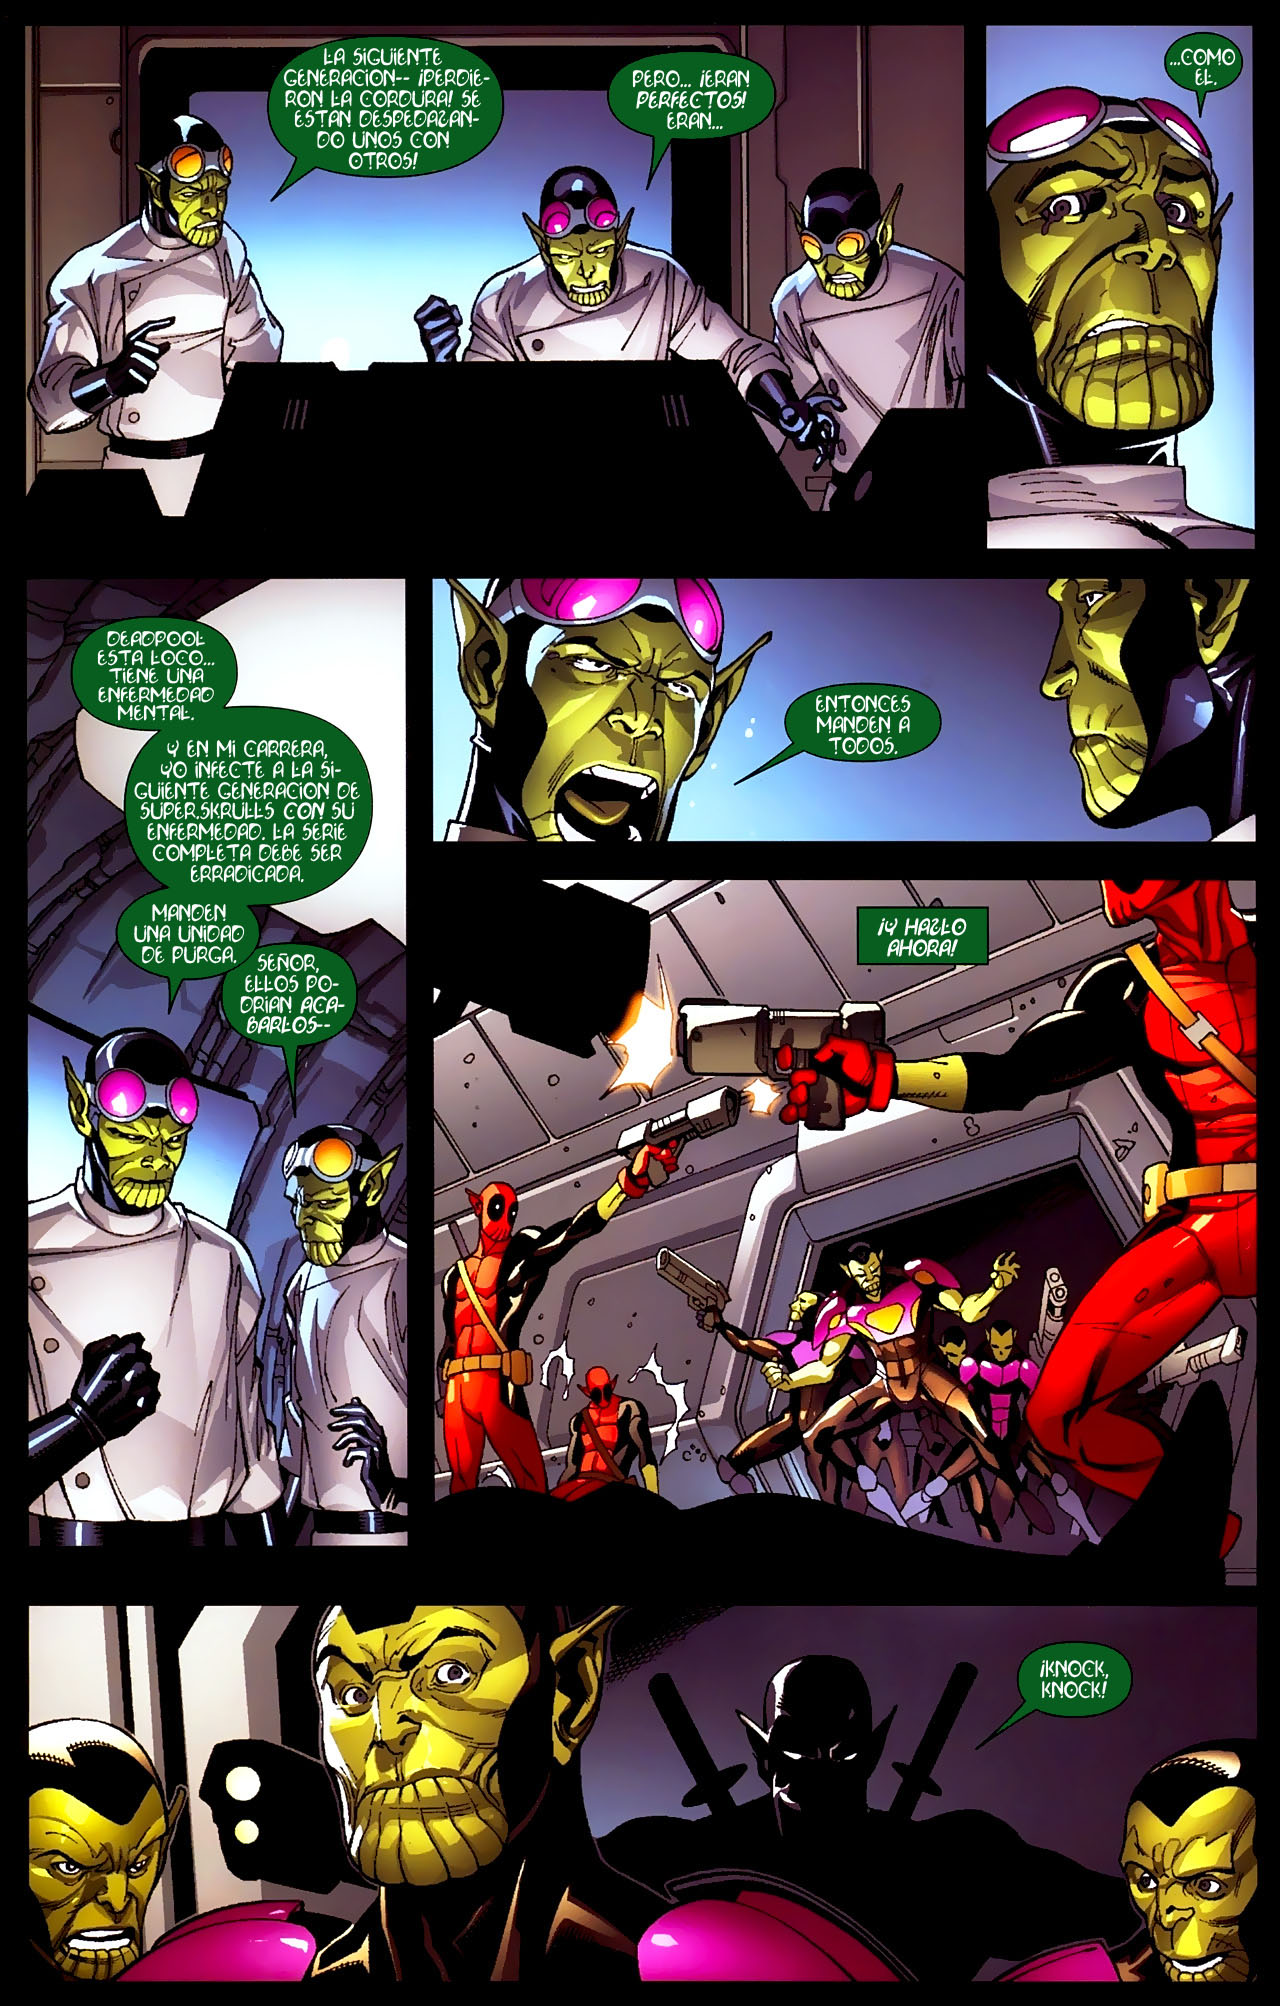 LA SIGUIENTE
GENERACION-- ¡PERDIE-
RON LA CORDURA! SE
ESTAN DESPEDAZAN-
DO UNOS CON
OTROS!
PERO... ¡ERAN
PERFECTOS!
ERAN...
...COMO
EL.
DEADPOOL
ESTA LOCO...
TIENE UNA
ENFERMEDAD
MENTAL.
Y EN MI CARRERA,
YO INFECTE A LA SI-
GUIENTE GENERACION DE
SUPER.SKRULLS CON SU
ENFERMEDAD. LA SERIE
COMPLETA DEBE SER
ERRADICADA.
MANDEN
UNA UNIDAD
DE PURGA.
SEÑOR,
ELLOS PO-
DRIAN ACA-
BARLOS--
ENTONCES
MANDEN A
TODOS.
¡Y HAZLO
AHORA!
¡KNOCK,
KNOCK!